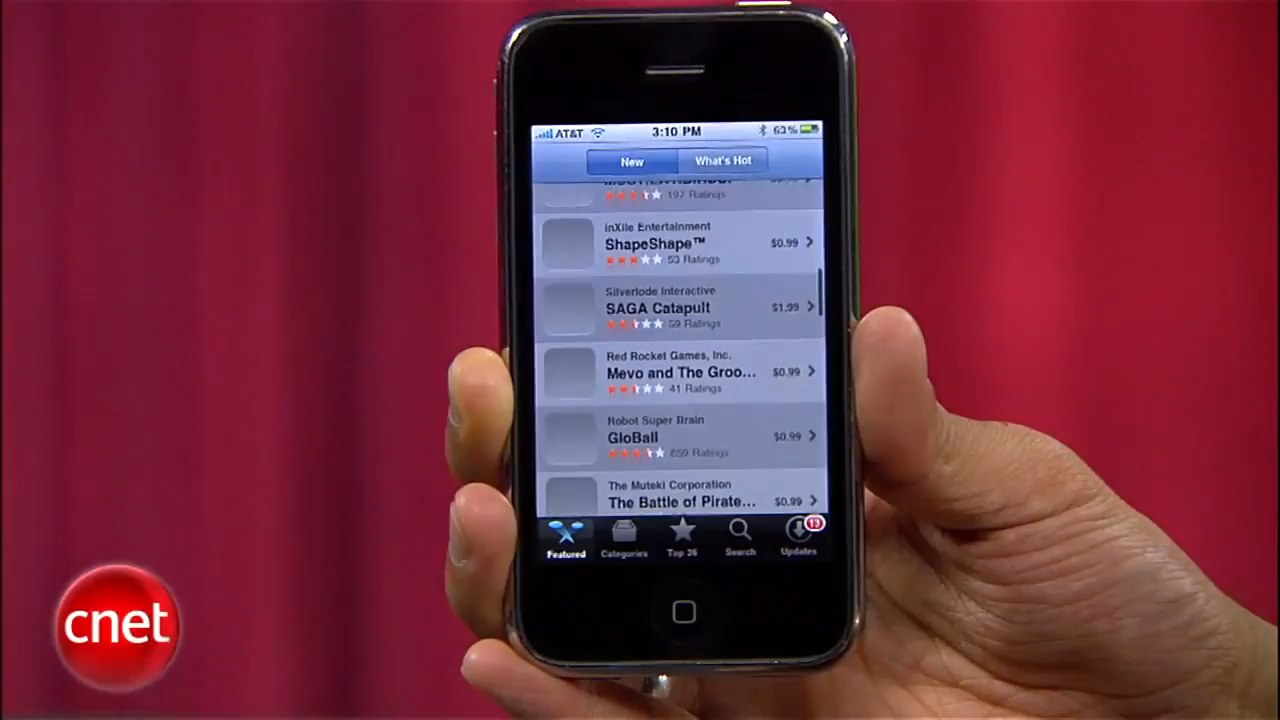 AT&T 3:10 PM 63%
New What's Hot
197 Ratings
inXile Entertainment
ShapeShape™ $0.99
53 Ratings
Silverlode Interactive
SAGA Catapult $1.99
59 Ratings
Red Rocket Games, Inc.
Mevo and The Groo... $0.99
41 Ratings
Robot Super Brain
GloBall $0.99
659 Ratings
The Muteki Corporation
The Battle of Pirate... $0.99
13
Featured Categories Top 25 Search Updates
cnet